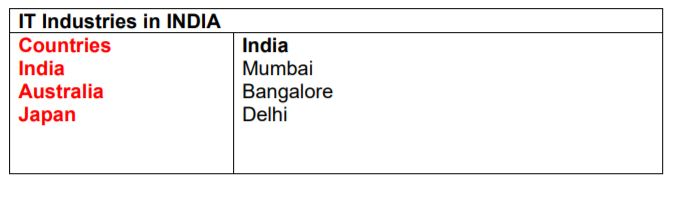 IT Industries in INDIA
Countries
India
Australia
Japan
India
Mumbai
Bangalore
Delhi